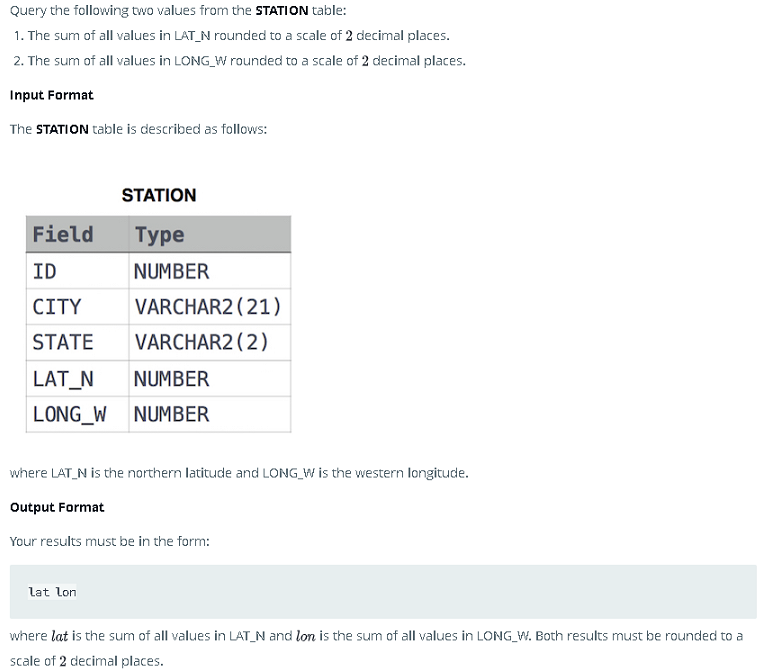 Query the following two values from the STATION table:
1. The sum of all values in LAT_N rounded to a scale of 2 decimal places.
2. The sum of all values in LONG_W rounded to a scale of 2 decimal places.
Input Format
The STATION table is described as follows:
STATION
Field Type
ID NUMBER
CITY VARCHAR2(21)
STATE VARCHAR2(2)
LAT_N NUMBER
LONG_W NUMBER
where LAT_N is the northern latitude and LONG_W is the western longitude.
Output Format
Your results must be in the form:
lat lon
where lat is the sum of all values in LAT_N and lon is the sum of all values in LONG_W. Both results must be rounded to a
scale of 2 decimal places.